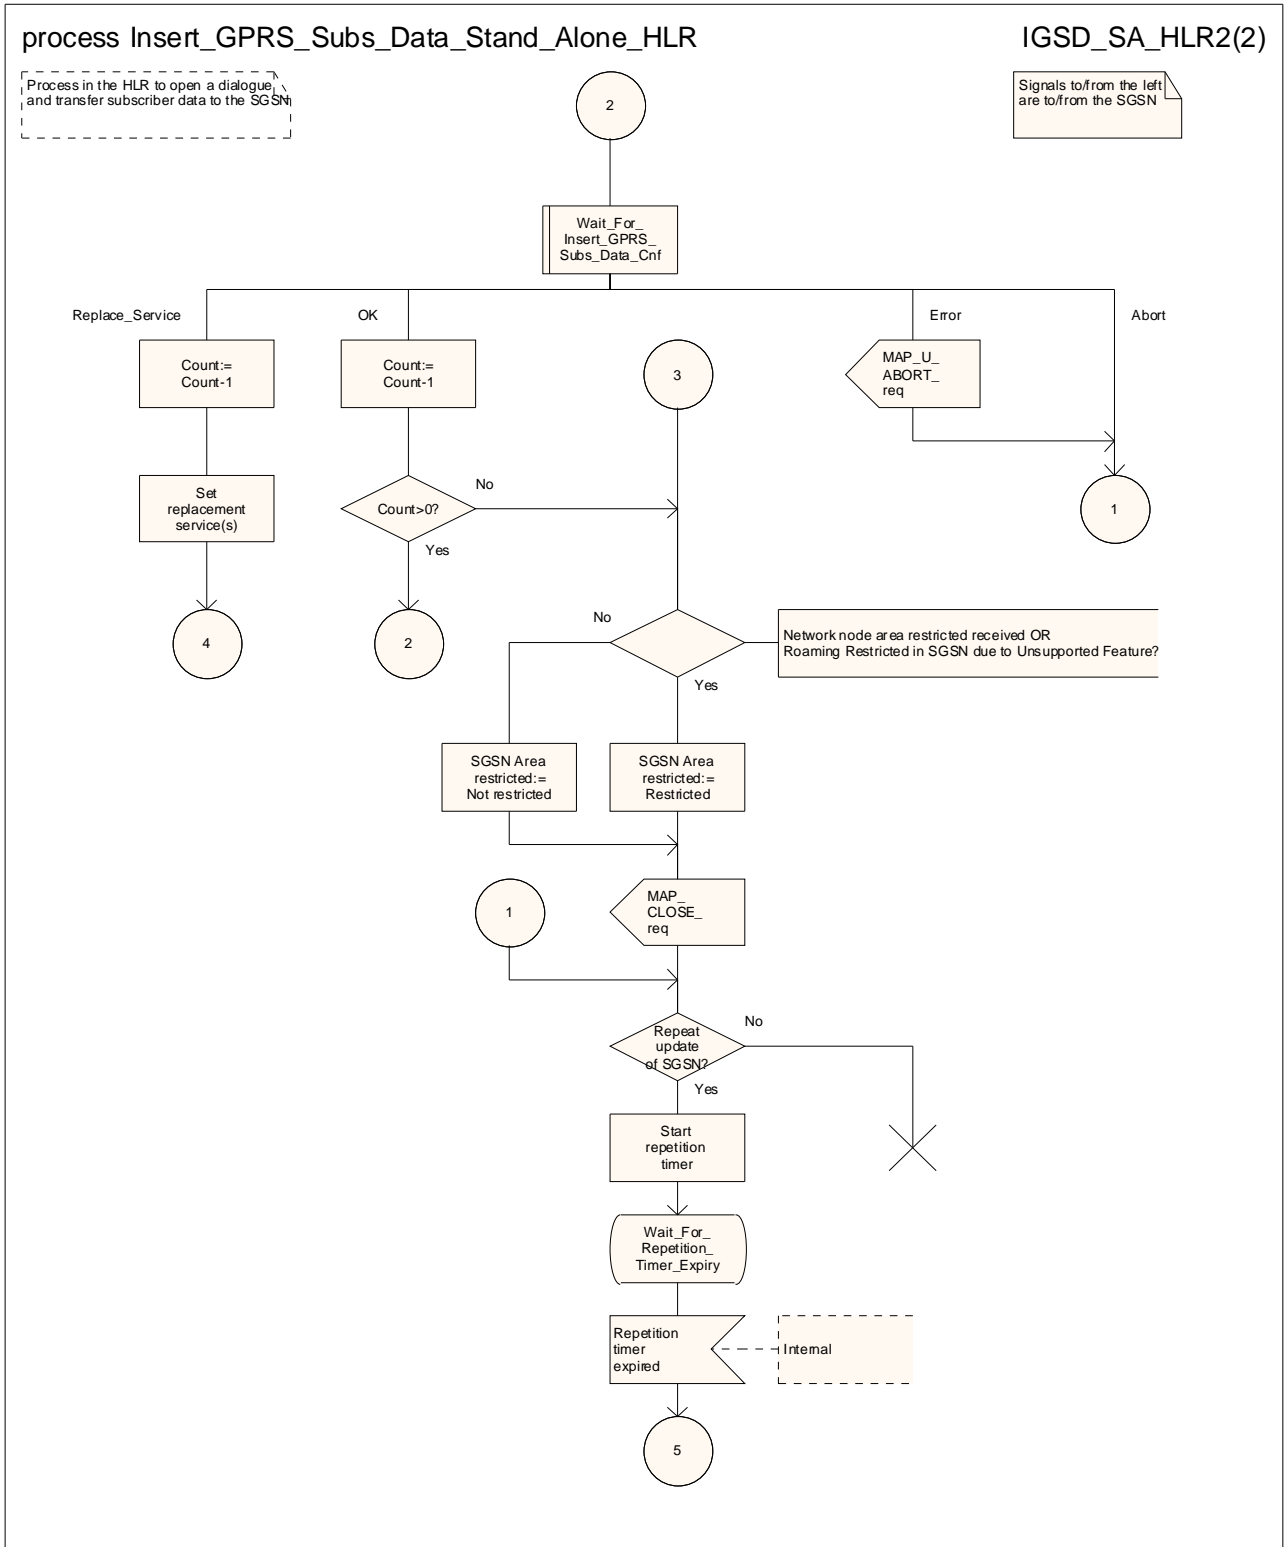 process Insert_GPRS_Subs_Data_Stand_Alone_HLR
IGSD_SA_HLR2(2)
Process in the HLR to open a dialogue
and transfer subscriber data to the SGSN
2
Signals to/from the left
are to/from the SGSN
Wait_For_
Insert_GPRS_
Subs_Data_Cnf
Replace_Service
OK
Error
Abort
Count:=
Count-1
Count:=
Count-1
3
MAP_U_
ABORT_
req
Set
replacement
service(s)
Count>0?
No
Yes
1
4
2
No
Network node area restricted received OR
Roaming Restricted in SGSN due to Unsupported Feature?
Yes
SGSN Area
restricted:=
Not restricted
SGSN Area
restricted:=
Restricted
1
MAP_
CLOSE_
req
Repeat
update
of SGSN?
No
Yes
Start
repetition
timer
Wait_For_
Repetition_
Timer_Expiry
Repetition
timer
expired
Internal
5